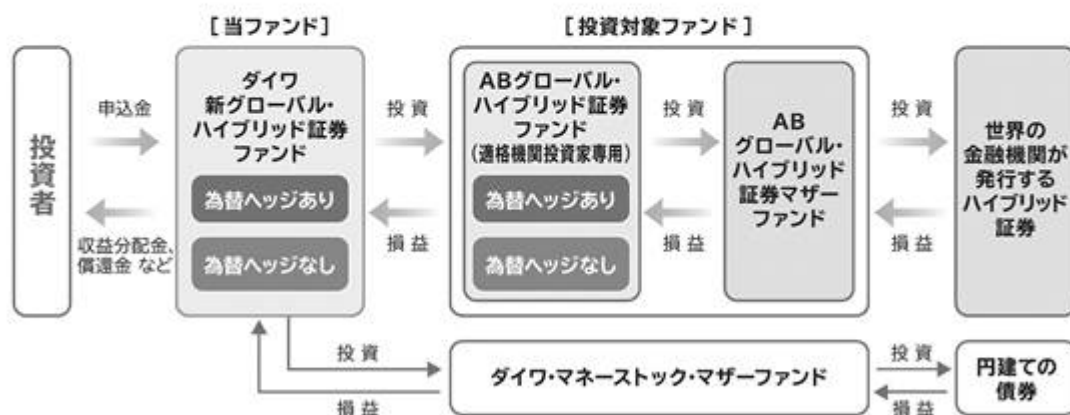 [当ファンド]
[投資対象ファンド]
投資者
申込金
収益分配金、
償還金 など
ダイワ
新グローバル・
ハイブリッド証券
ファンド
為替ヘッジあり
為替ヘッジなし
投資
損益
ABグローバル・
ハイブリッド証券
ファンド
(適格機関投資家専用)
為替ヘッジあり
為替ヘッジなし
投資
損益
AB
グローバル・
ハイブリッド
証券マザー
ファンド
投資
損益
世界の
金融機関が
発行する
ハイブリッド
証券
投資
損益
ダイワ・マネーストック・マザーファンド
投資
損益
円建ての
債券